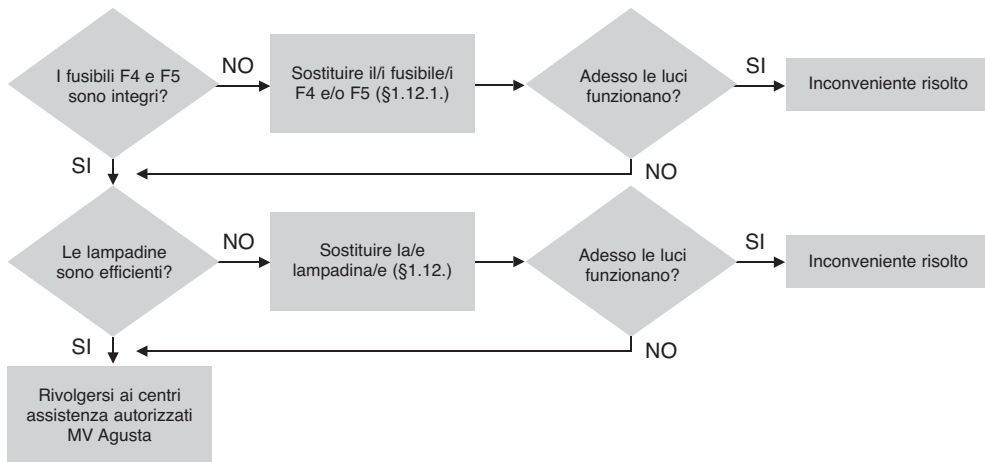 I fusibili F4 e F5
sono integri?
NO
Sostituire il/i fusibile/i
F4 e/o F5 (§1.12.1.)
Adesso le luci
funzionano?
SI
Inconveniente risolto
SI
NO
Le lampadine
sono efficienti?
NO
Sostituire la/e
lampadina/e (§1.12.)
Adesso le luci
funzionano?
SI
Inconveniente risolto
SI
NO
Rivolgersi ai centri
assistenza autorizzati
MV Agusta